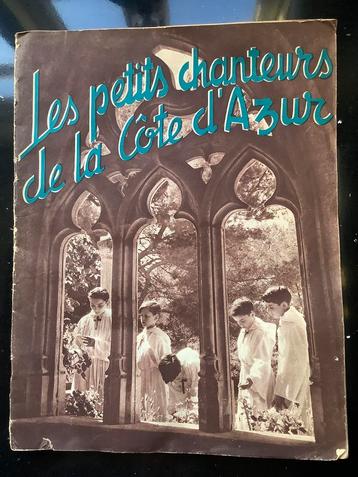 Les petits chanteurs
de la Côte d'Azur